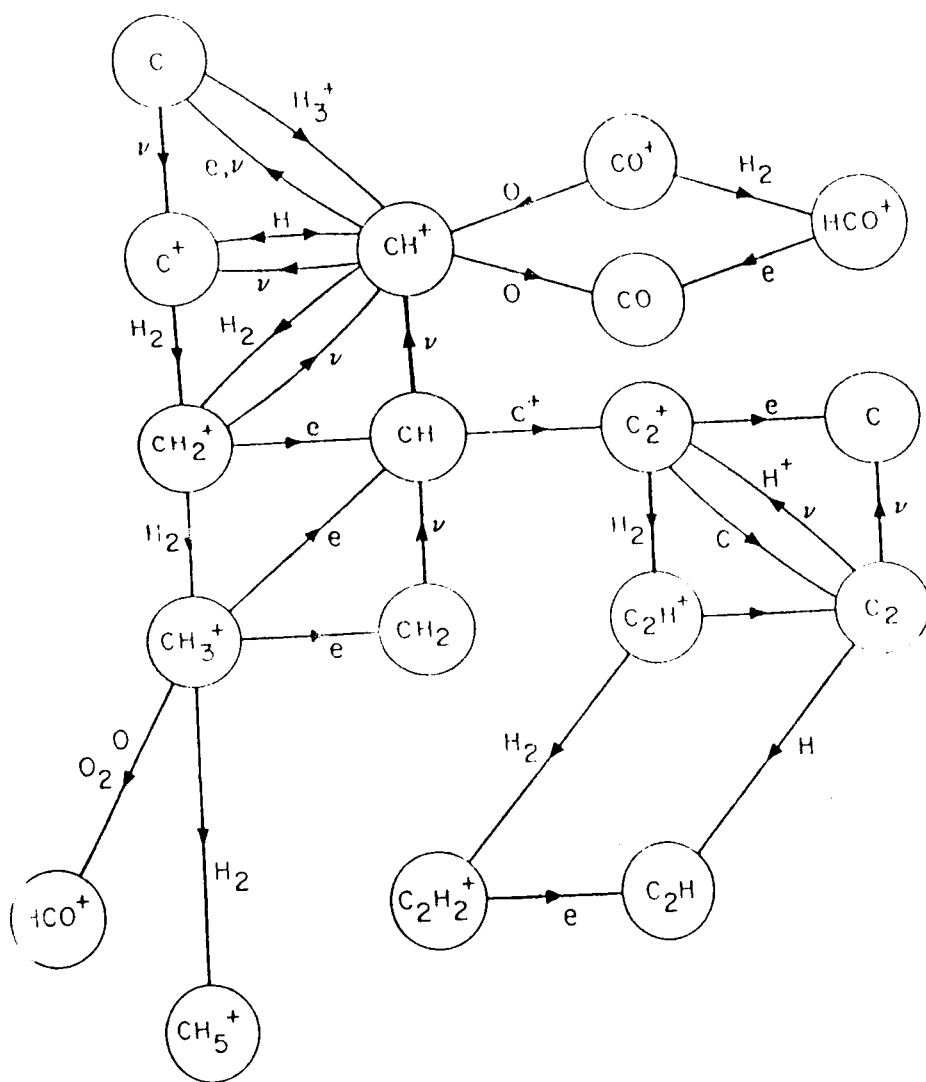 C
H₃⁺
ν
e,ν
CO⁺
H₂
O
HCO⁺
H
C⁺
CH⁺
ν
e
O
CO
H₂
H₂
ν
ν
C⁺
e
CH₂⁺
e
CH
C₂⁺
C
H⁺
ν
ν
H₂
e
ν
H₂
C
CH₃⁺
e
CH₂
C₂H⁺
C₂
O
O₂
H₂
H
H₂
HCO⁺
C₂H₂⁺
e
C₂H
CH₅⁺